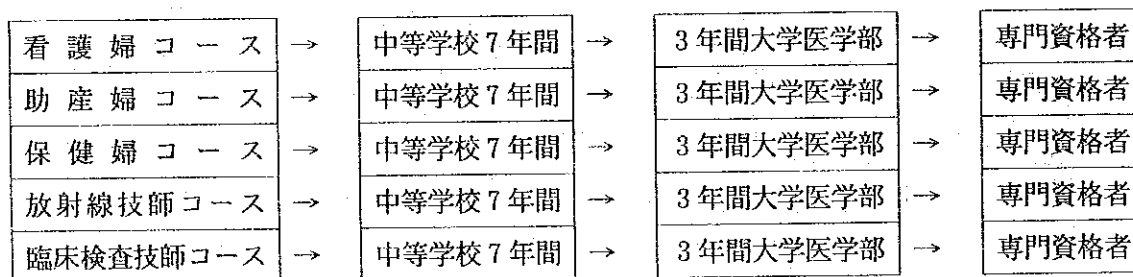 看護婦コース → 中等学校7年間 → 3年間大学医学部 → 専門資格者
助産婦コース → 中等学校7年間 → 3年間大学医学部 → 専門資格者
保健婦コース → 中等学校7年間 → 3年間大学医学部 → 専門資格者
放射線技師コース → 中等学校7年間 → 3年間大学医学部 → 専門資格者
臨床検査技師コース → 中等学校7年間 → 3年間大学医学部 → 専門資格者